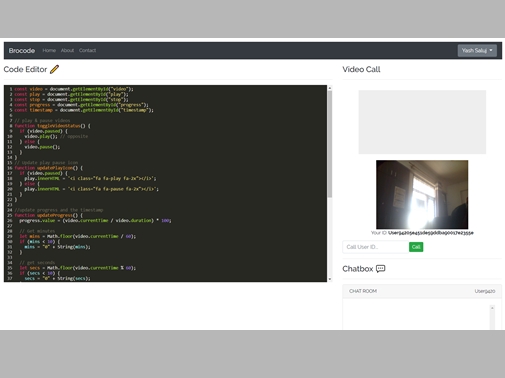 Brocode Home About Contact Yash Saluj
Code Editor
Video Call
1 const video = document.getElementById("video");
2 const play = document.getElementById("play");
3 const stop = document.getElementById("stop");
4 const progress = document.getElementById("progress");
5 const timestamp = document.getElementById("timestamp");
6
7 // play & pause videos
8 function toggleVideoStatus() {
9 if (video.paused) {
10 video.play(); // opposite
11 } else {
12 video.pause();
13 }
14 }
15 // update play pause icon
16 function updatePlayIcon() {
17 if (video.paused) {
18 play.innerHTML = '<i class="fa fa-play fa-2x"></i>';
19 } else {
20 play.innerHTML = '<i class="fa fa-pause fa-2x"></i>';
21 }
22 }
23
24 //update progress and the timestamp
25 function updateProgress() {
26 progress.value = (video.currentTime / video.duration) * 100;
27
28 // Get minutes
29 let mins = Math.floor(video.currentTime / 60);
30 if (mins < 10) {
31 mins = "0" + String(mins);
32 }
33
34 // get seconds
35 let secs = Math.floor(video.currentTime % 60);
36 if (secs < 10) {
37 secs = "0" + String(secs);
Your ID:
Call User ID... Call
Chatbox
CHAT ROOM User9420